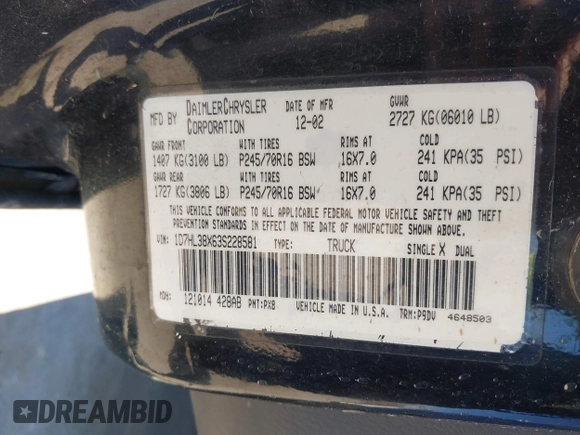 MFD BY DAIMLERCHRYSLER CORPORATION DATE OF MFR 12-02 GVWR 2727 KG(06010 LB)
GAWR FRONT WITH TIRES RIMS AT COLD
1407 KG(3100 LB) P245/70R16 BSW 16X7.0 241 KPA(35 PSI)
GAWR REAR WITH TIRES RIMS AT COLD
1727 KG(3806 LB) P245/70R16 BSW 16X7.0 241 KPA(35 PSI)
THIS VEHICLE CONFORMS TO ALL APPLICABLE FEDERAL MOTOR VEHICLE SAFETY AND THEFT
PREVENTION STANDARDS IN EFFECT ON THE DATE OF MANUFACTURE SHOWN ABOVE.
VIN: 1D7HL38X63S228581 TYPE: TRUCK SINGLE X DUAL
MDH: 121014 428AB PNT:PX8 VEHICLE MADE IN U.S.A. TRM:P9DV 4648503
DREAMBID